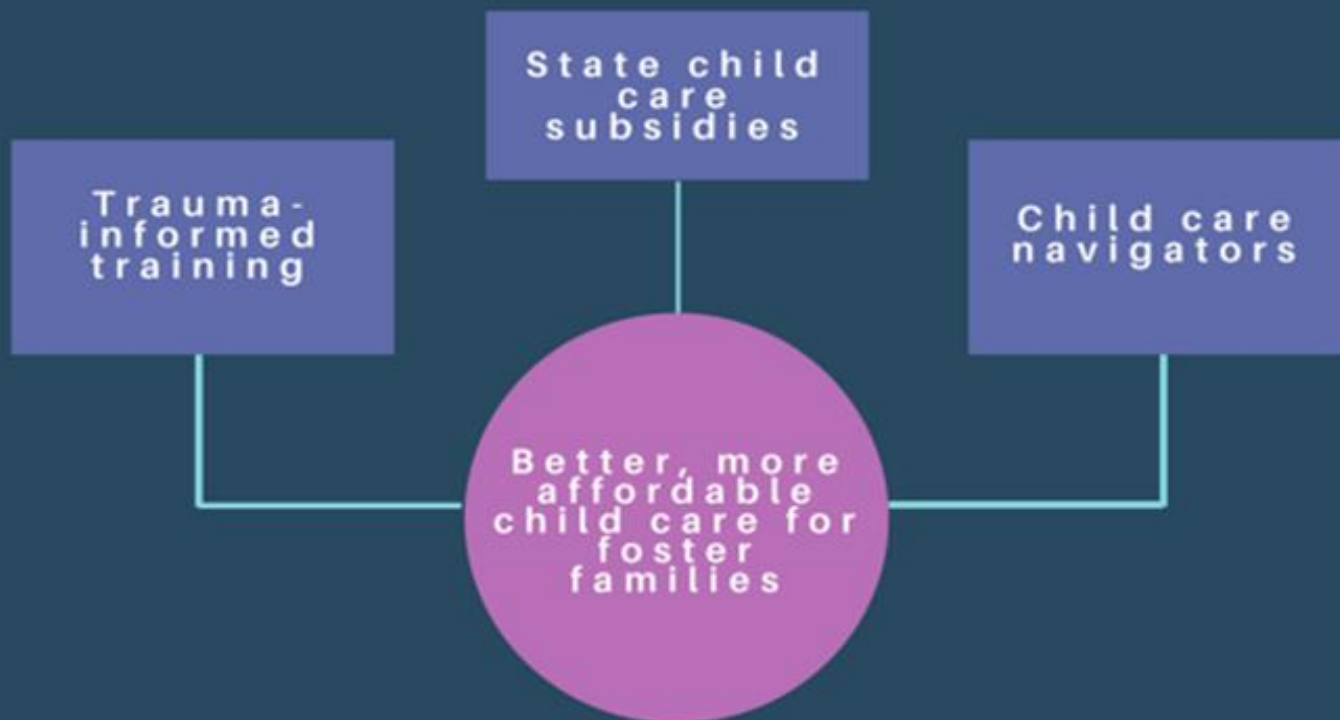 State child
care
subsidies
Trauma-
informed
training
Child care
navigators
Better, more
affordable
child care for
foster
families